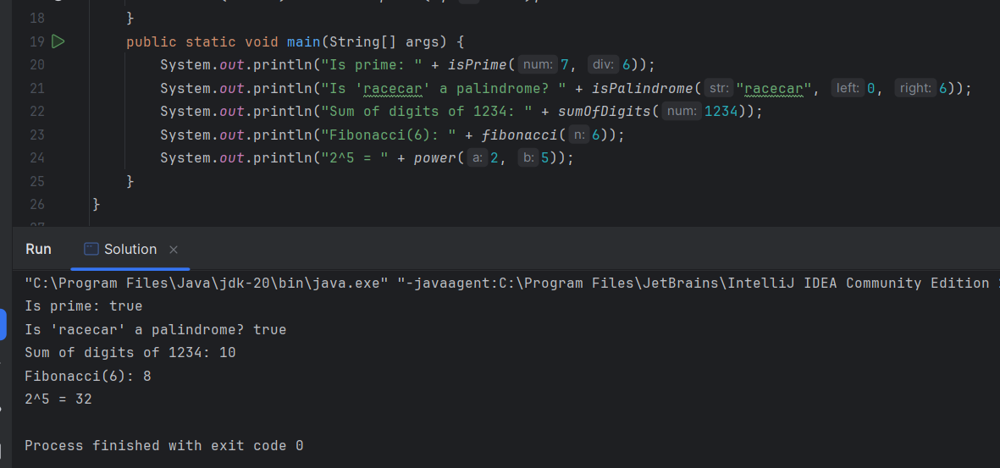 18 }
19 public static void main(String[] args) {
20 System.out.println("Is prime: " + isPrime( num: 7, div: 6));
21 System.out.println("Is 'racecar' a palindrome? " + isPalindrome( str: "racecar", left: 0, right: 6));
22 System.out.println("Sum of digits of 1234: " + sumOfDigits( num: 1234));
23 System.out.println("Fibonacci(6): " + fibonacci( n: 6));
24 System.out.println("2^5 = " + power( a: 2, b: 5));
25 }
26 }
Run Solution ×
"C:\Program Files\Java\jdk-20\bin\java.exe" "-javaagent:C:\Program Files\JetBrains\IntelliJ IDEA Community Edition
Is prime: true
Is 'racecar' a palindrome? true
Sum of digits of 1234: 10
Fibonacci(6): 8
2^5 = 32
Process finished with exit code 0